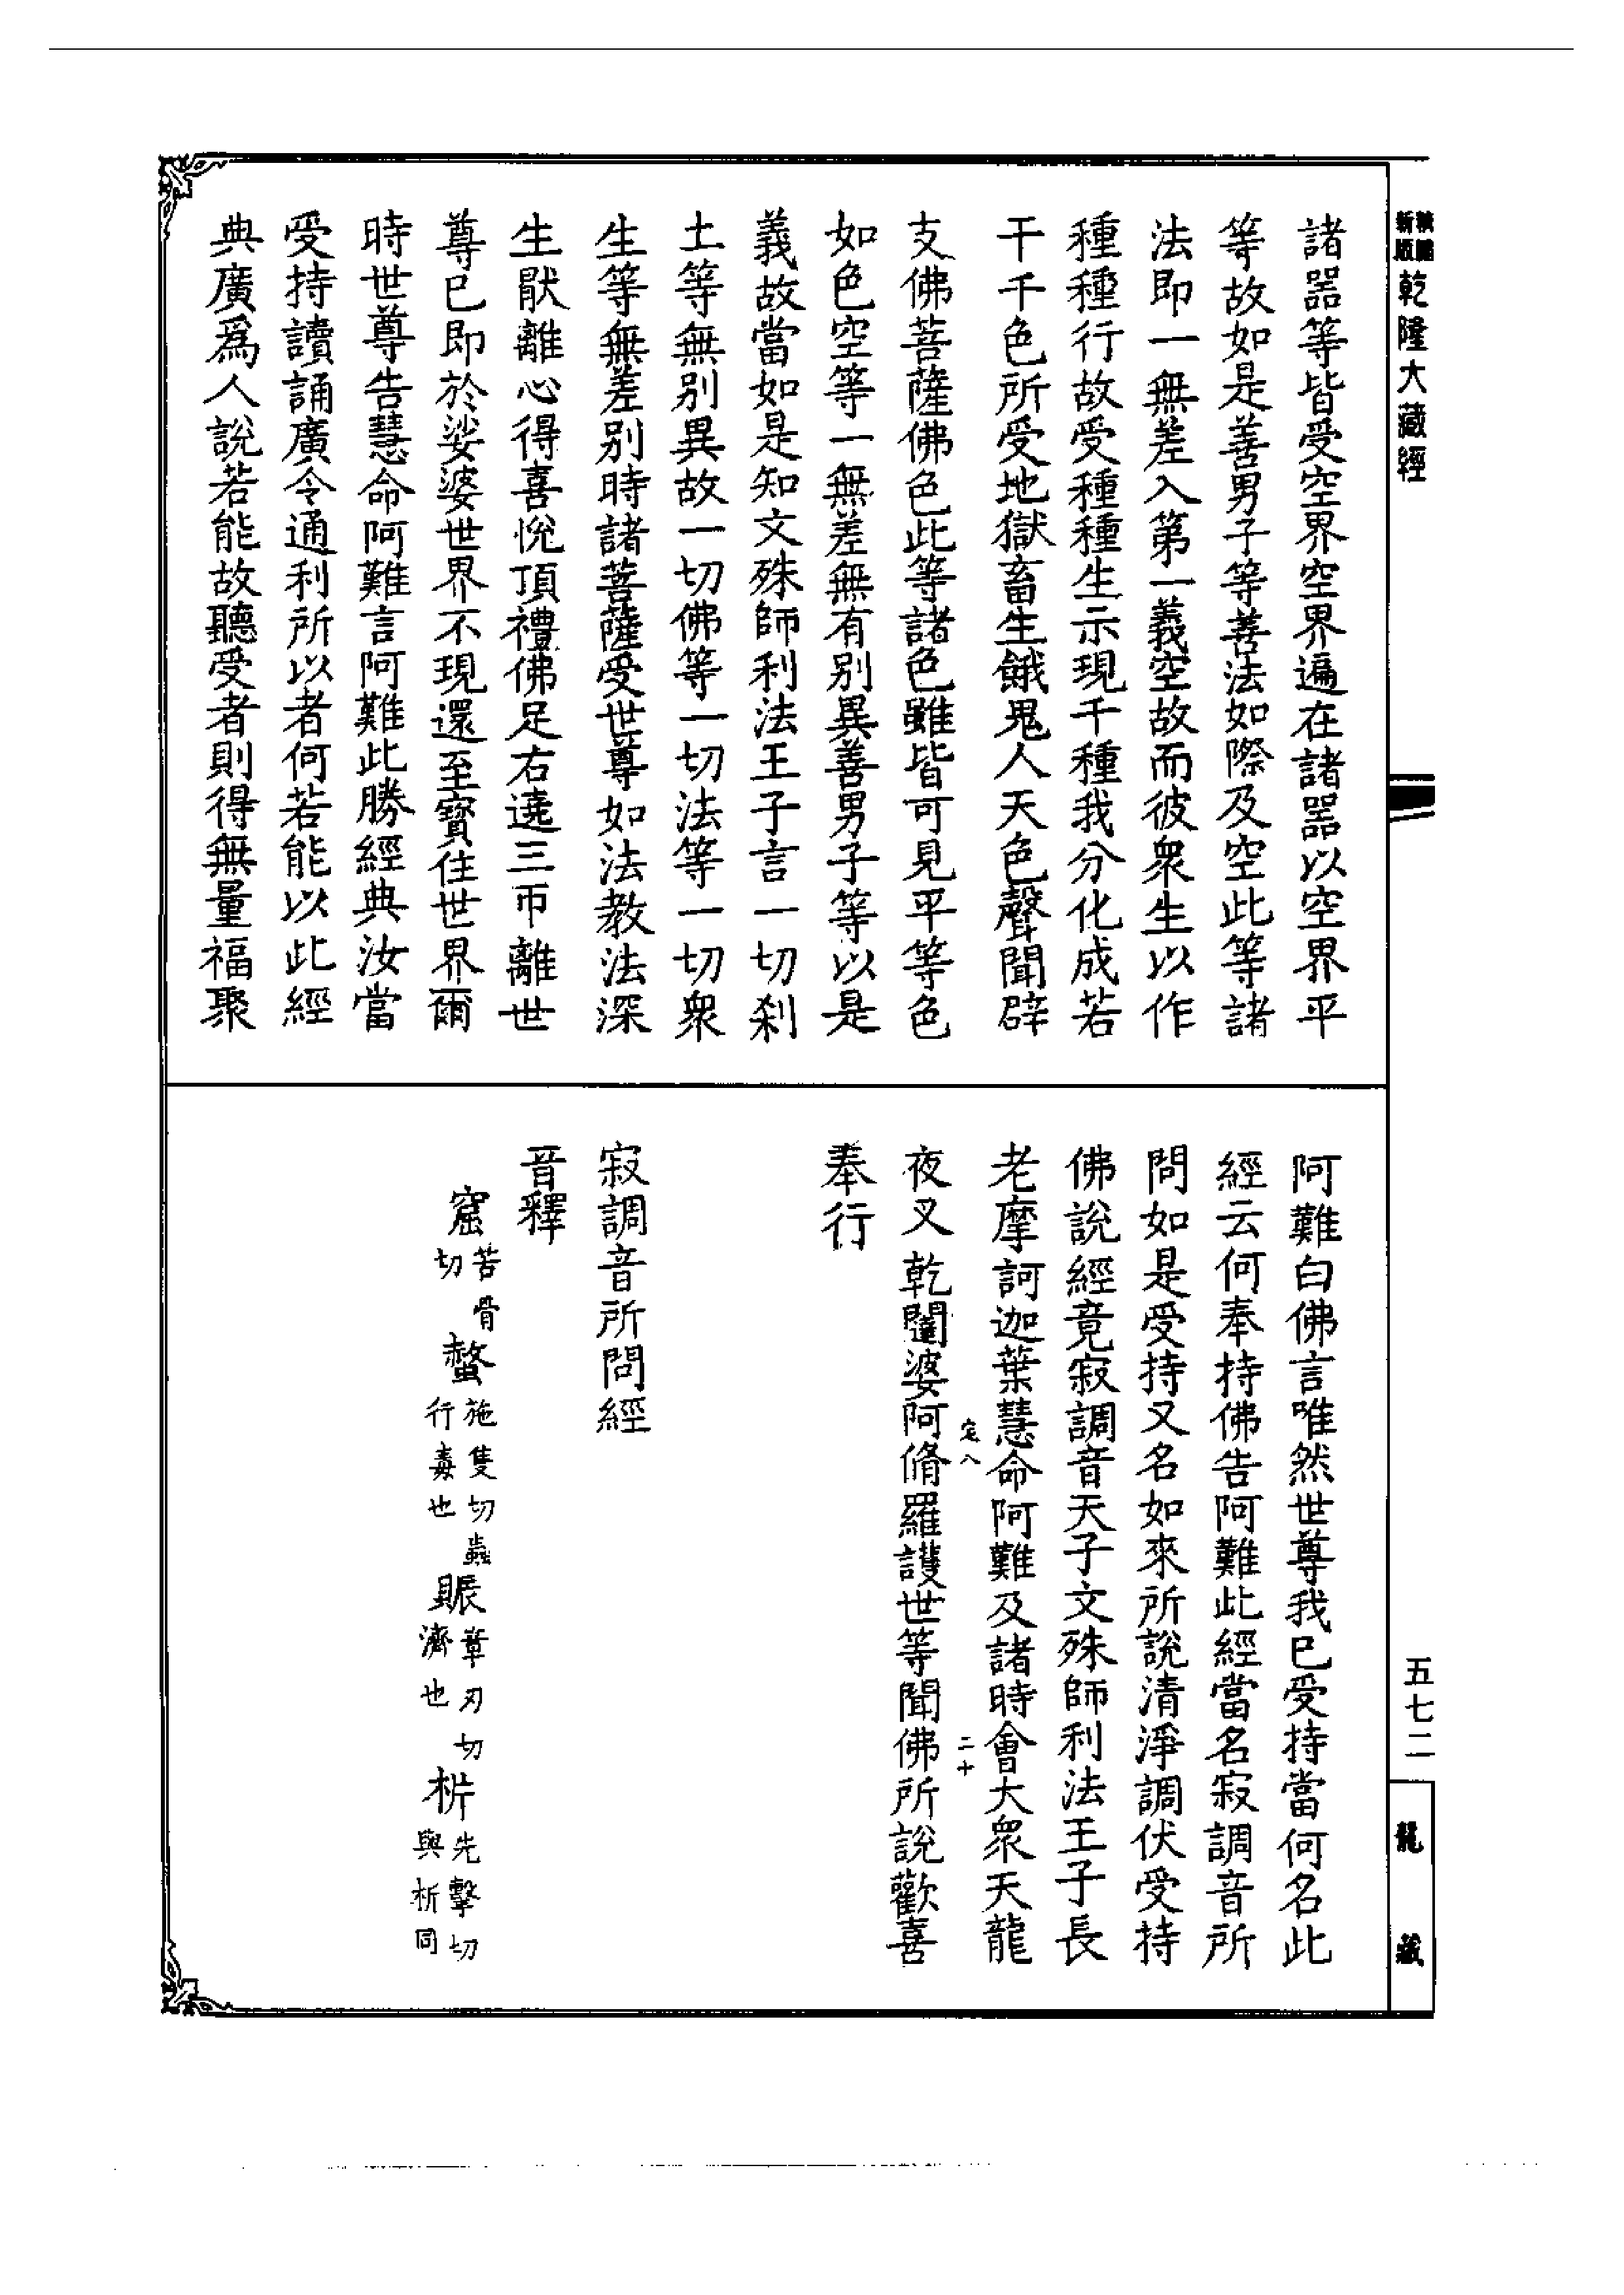 新版 乾隆大藏經
諸器等皆受空界空界遍在諸器以空界平
等故如是善男子等善法如際及空此等諸
法即一無差入第一義空故而彼衆生以作
種種行故受種種生示現千種我分化成若
干千色所受地獄畜生餓鬼人天色聲聞辟
支佛菩薩佛色此等諸色雖皆可見平等色
如色空等一無差無有別異善男子等以是
義故當如是知文殊師利法王子言一切刹
土等無別異故一切佛等一切法等一切衆
生等無差別時諸菩薩受世尊如法教法深
生猒離心得喜悅頂禮佛足右遶三帀離世
尊已即於娑婆世界不現還至寶住世界爾
時世尊告慧命阿難言阿難此勝經典汝當
受持讀誦廣令通利所以者何若能以此經
典廣爲人說若能故聽受者則得無量福聚
阿難白佛言唯然世尊我已受持當何名此
經云何奉持佛告阿難此經當名寂調音所
問如是受持又名如來所說清淨調伏受持
佛說經竟寂調音天子文殊師利法王子長
老摩訶迦葉慧命阿難及諸時會大衆天龍
定八 二十
夜叉乾闥婆阿脩羅護世等聞佛所說歡喜
奉行
寂調音所問經
音釋
窟苦骨切 螫施隻切蟲行毒也 賑章刃切濟也 枿先擊切與析同
五七二
龍藏